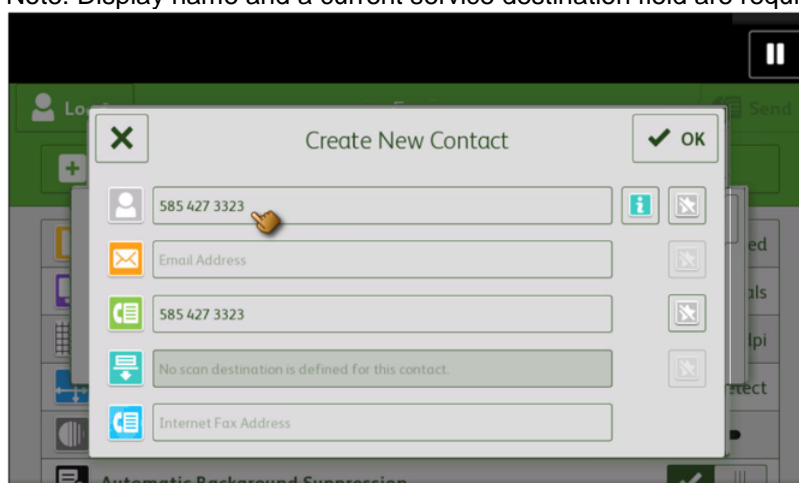 Note: Display name and a current service destination field are requi
Lo
Send
Create New Contact
OK
585 427 3323
i
ed
Email Address
als
585 427 3323
dpi
No scan destination is defined for this contact.
etect
Internet Fax Address
Automatic Background Suppression